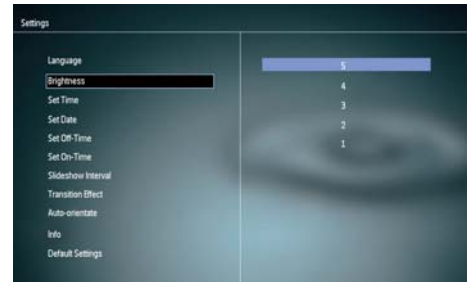 Settings
Language
Brightness
Set Time
Set Date
Set Off-Time
Set On-Time
Slideshow Interval
Transition Effect
Auto-orientate
Info
Default Settings
5
4
3
2
1